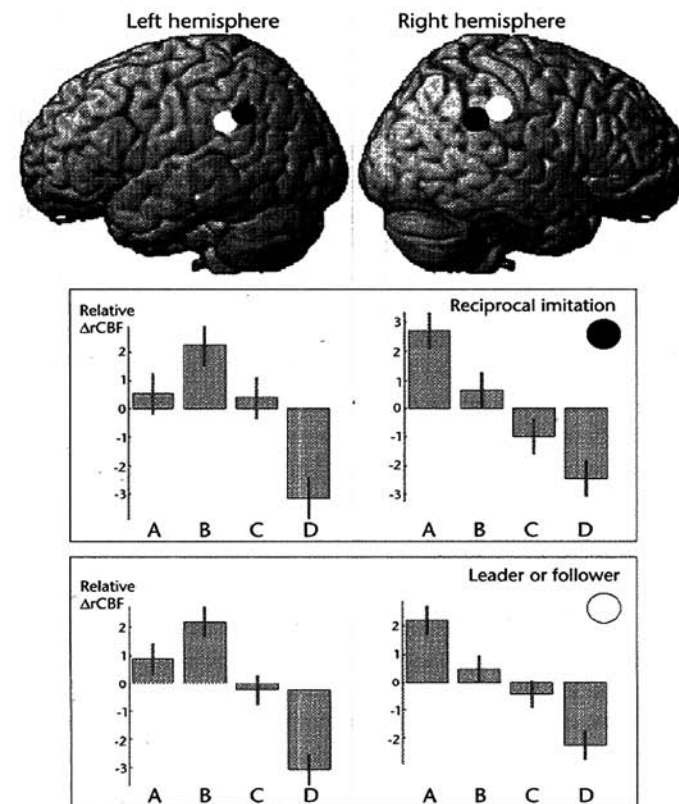 Left hemisphere
Right hemisphere
Reciprocal imitation
Relative
ΔrCBF
2
1
0
-1
-2
-3
A B C D
3
2
1
0
-1
-2
-3
A B C D
Leader or follower
Relative
ΔrCBF
2
1
0
-1
-2
-3
A B C D
2
1
0
-1
-2
A B C D